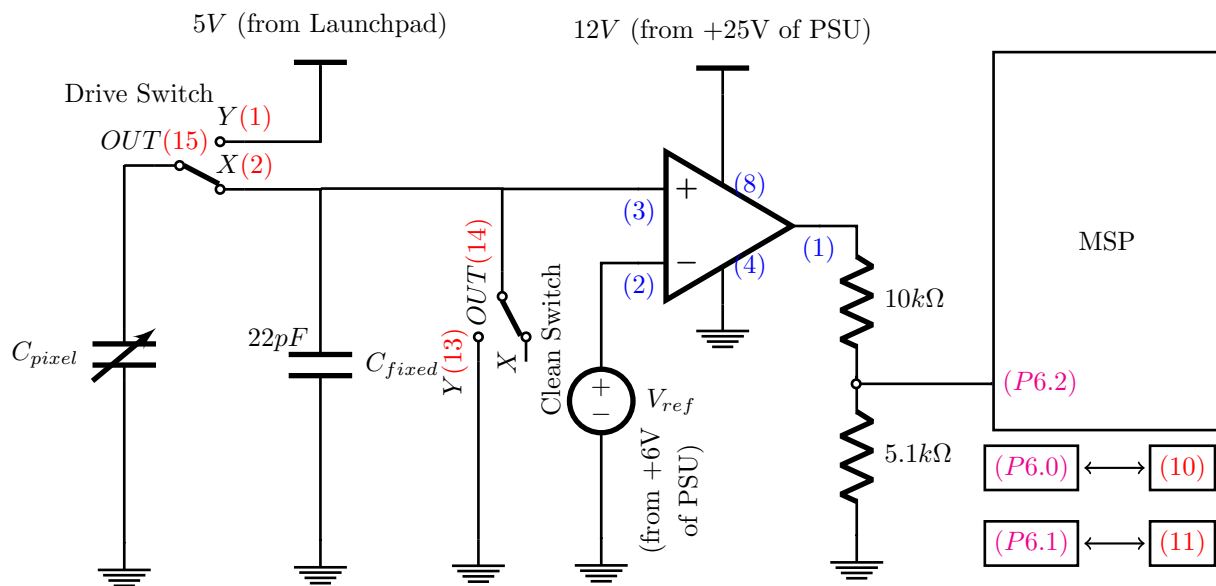 5V (from Launchpad)
12V (from +25V of PSU)
Drive Switch
Y(1)
OUT(15)
X(2)
+
(3)
(8)
(1)
(4)
−
(2)
MSP
10kΩ
OUT(14)
Y(13)
X
Clean Switch
22pF
C_pixel
C_fixed
+
−
V_ref
(from +6V
of PSU)
(P6.2)
5.1kΩ
(P6.0) (10)
(P6.1) (11)